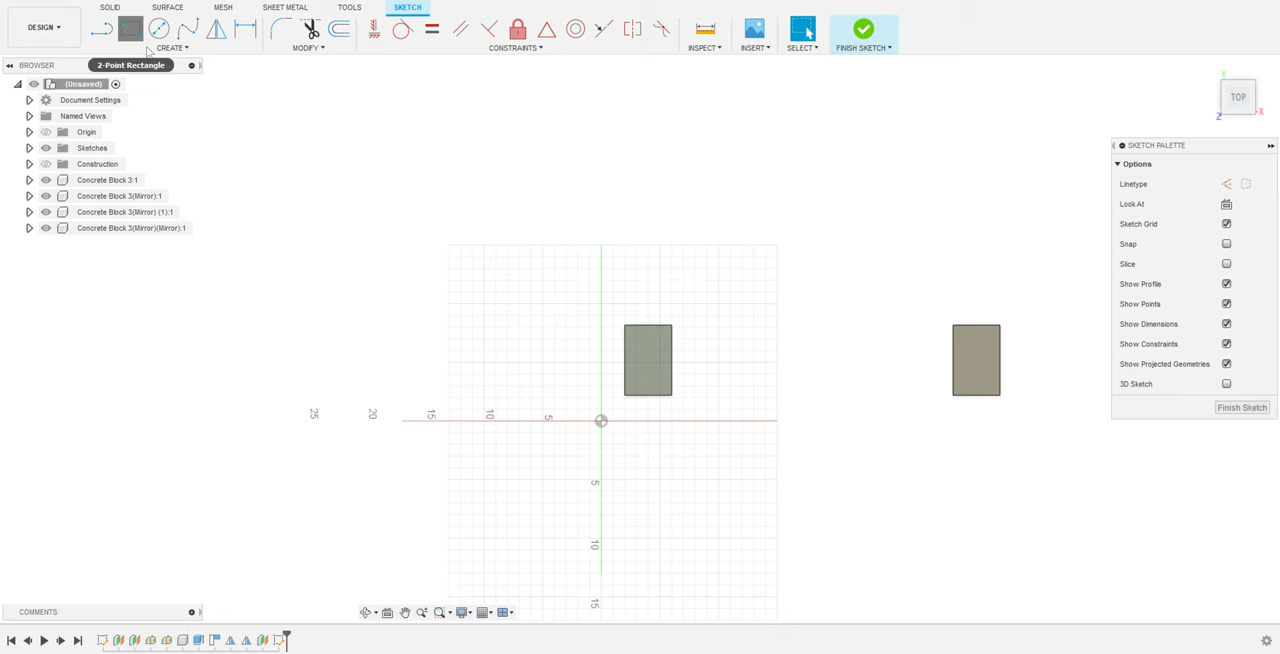 SOLID SURFACE MESH SHEET METAL TOOLS SKETCH
DESIGN ▾
CREATE ▾ MODIFY ▾ CONSTRAINTS ▾ INSPECT ▾ INSERT ▾ SELECT ▾ FINISH SKETCH ▾
BROWSER
2-Point Rectangle
(Unsaved)
Document Settings
Named Views
Origin
Sketches
Construction
Concrete Block 3:1
Concrete Block 3(Mirror):1
Concrete Block 3(Mirror) (1):1
Concrete Block 3(Mirror)(Mirror):1
TOP
Y
Z
X
SKETCH PALETTE
Options
Linetype
Look At
Sketch Grid
Snap
Slice
Show Profile
Show Points
Show Dimensions
Show Constraints
Show Projected Geometries
3D Sketch
Finish Sketch
25 20 15 10 5
5
10
15
COMMENTS